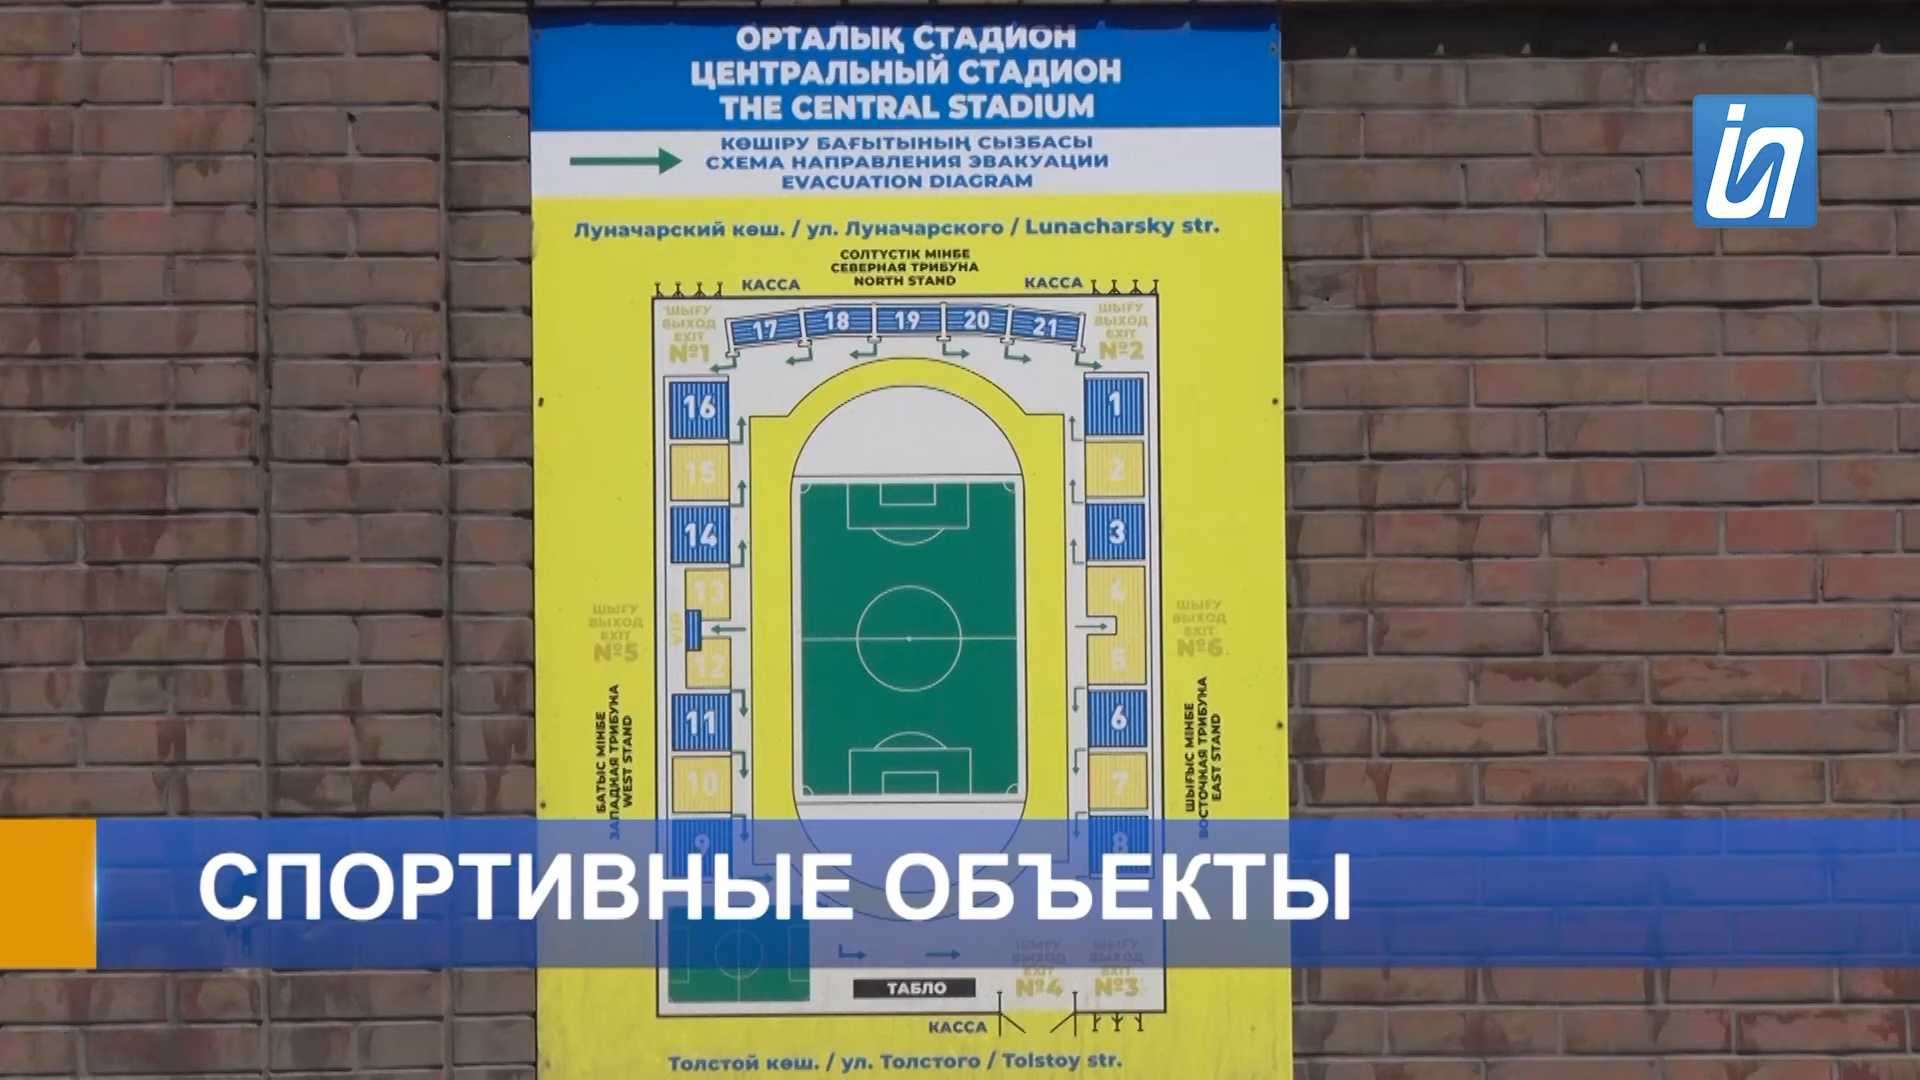 ОРТАЛЫҚ СТАДИОН
ЦЕНТРАЛЬНЫЙ СТАДИОН
THE CENTRAL STADIUM
КӨШІРУ БАҒЫТЫНЫҢ СЫЗБАСЫ
СХЕМА НАПРАВЛЕНИЯ ЭВАКУАЦИИ
EVACUATION DIAGRAM
Луначарский көш. / ул. Луначарского / Lunacharsky str.
СОЛТҮСТІК МІНБЕ
СЕВЕРНАЯ ТРИБУНА
NORTH STAND
КАССА
КАССА
ШЫҒУ
ВЫХОД
EXIT
№1
17
18
19
20
21
ШЫҒУ
ВЫХОД
EXIT
№2
16
15
14
13
VIP
12
11
10
9
1
2
3
4
5
6
7
8
ШЫҒУ
ВЫХОД
EXIT
№5
ШЫҒУ
ВЫХОД
EXIT
№6
БАТЫС МІНБЕ
ЗАПАДНАЯ ТРИБУНА
WEST STAND
ШЫҒЫС МІНБЕ
ВОСТОЧНАЯ ТРИБУНА
EAST STAND
in
СПОРТИВНЫЕ ОБЪЕКТЫ
ШЫҒУ
ВЫХОД
EXIT
№4
ШЫҒУ
ВЫХОД
EXIT
№3
ТАБЛО
КАССА
Толстой көш. / ул. Толстого / Tolstoy str.